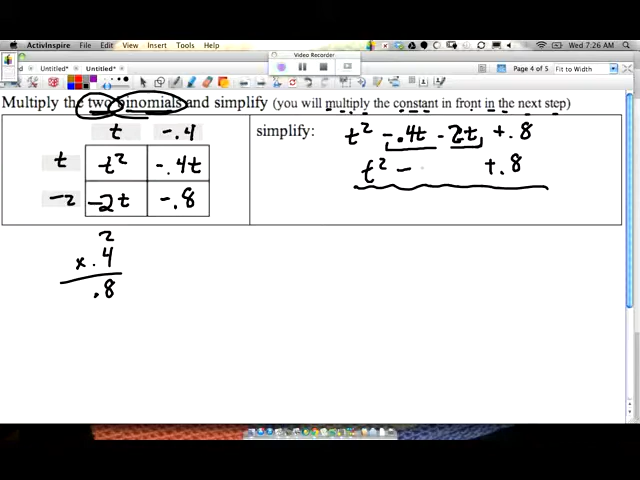 ActivInspire File Edit View Insert Tools Help Wed 7:26 AM
Video Recorder
Untitled* Untitled* Page 4 of 5 Fit to Width
Multiply the two binomials and simplify (you will multiply the constant in front in the next step)
t -.4
t t² -.4t
-2 -2t -.8
simplify: t² -.4t -2t +.8
t² - +.8
2
x .4
.8